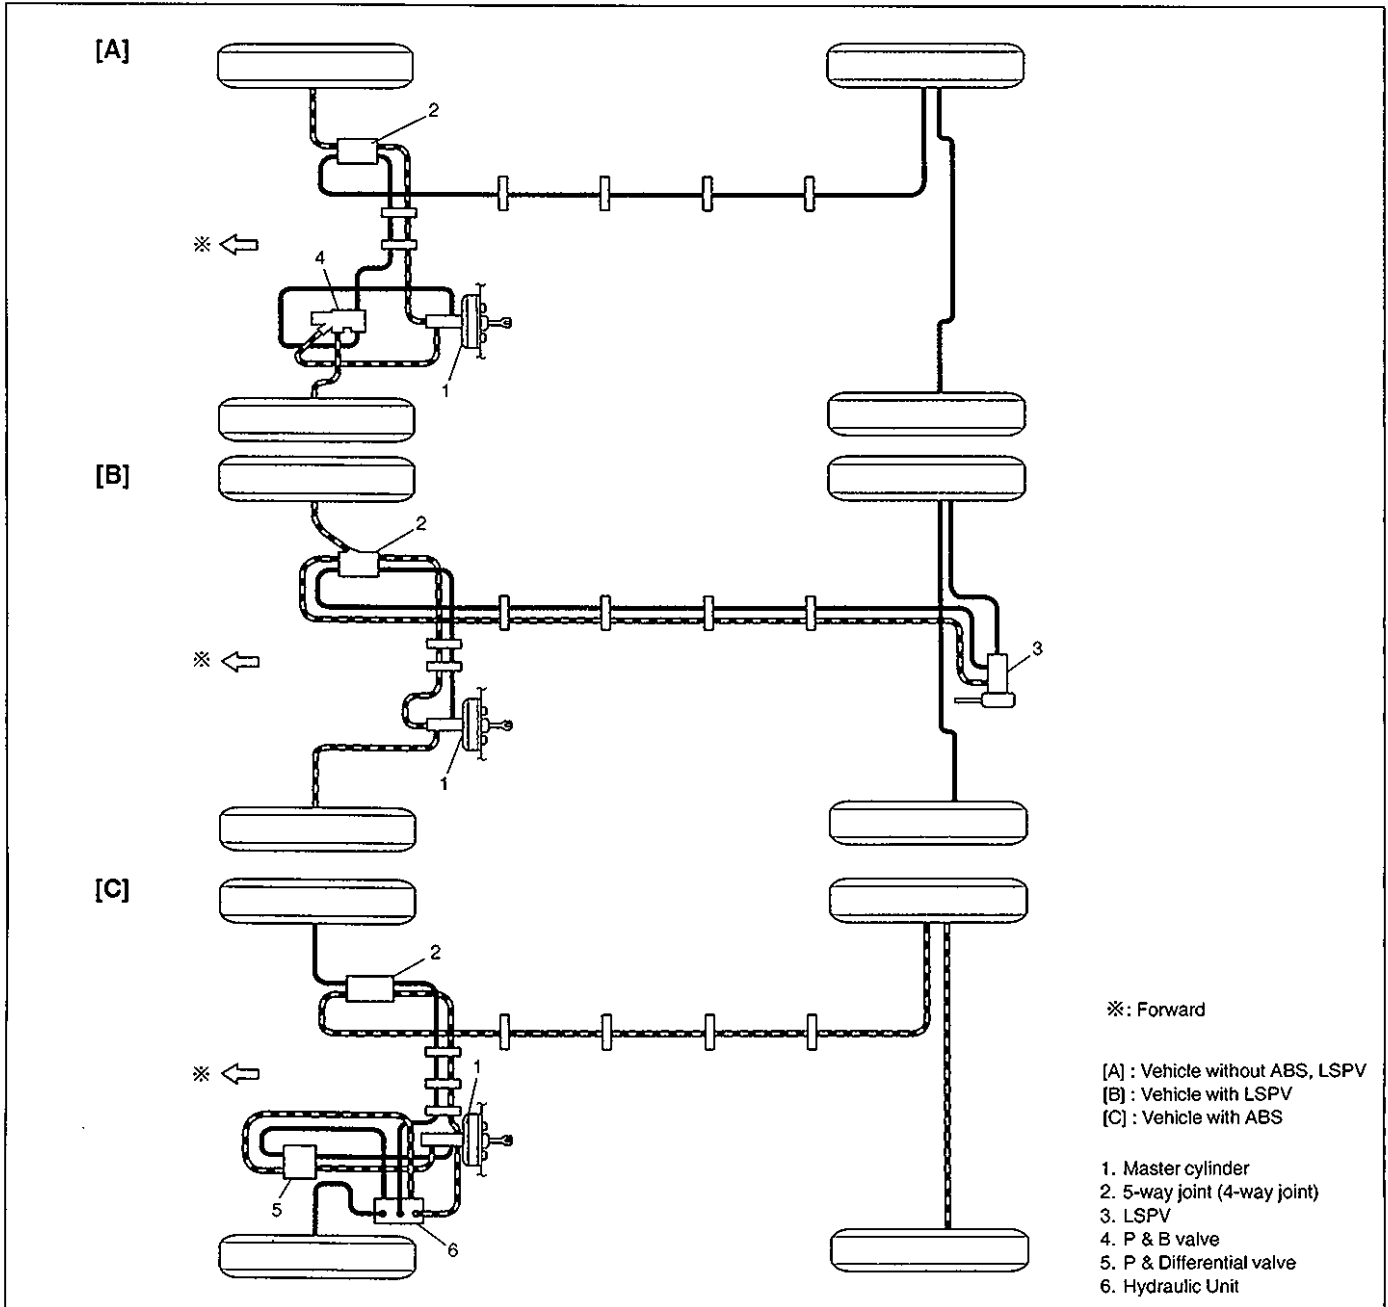 [A]
2
※
4
1
[B]
2
※
3
1
[C]
2
※: Forward
※
1
[A] : Vehicle without ABS, LSPV
[B] : Vehicle with LSPV
[C] : Vehicle with ABS
5
6
1. Master cylinder
2. 5-way joint (4-way joint)
3. LSPV
4. P & B valve
5. P & Differential valve
6. Hydraulic Unit